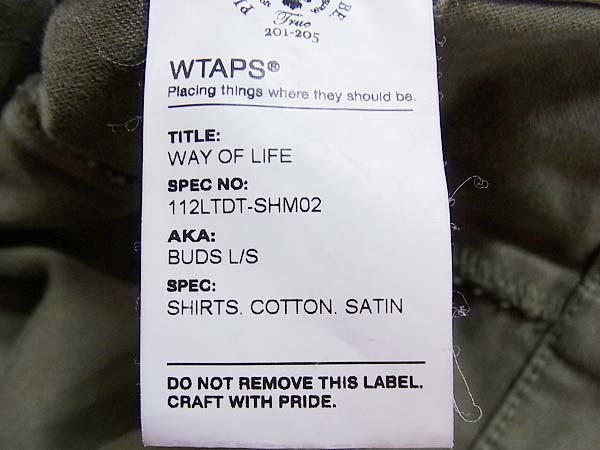 True
201-205
WTAPS®
Placing things where they should be.
TITLE:
WAY OF LIFE
SPEC NO:
112LTDT-SHM02
AKA:
BUDS L/S
SPEC:
SHIRTS. COTTON. SATIN
DO NOT REMOVE THIS LABEL.
CRAFT WITH PRIDE.